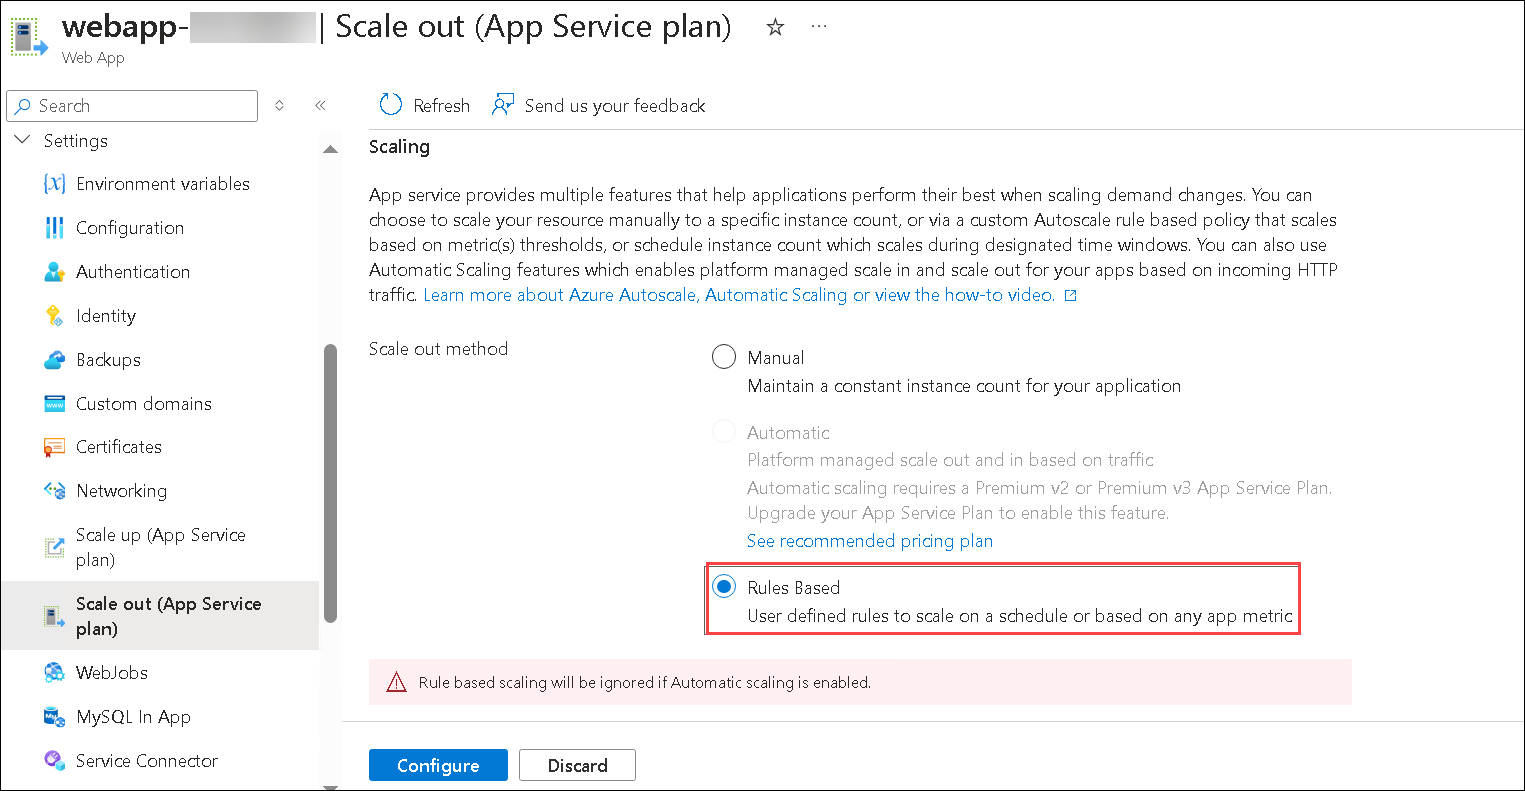 webapp- | Scale out (App Service plan)
Web App
Search
Refresh
Send us your feedback
Settings
Environment variables
Configuration
Authentication
Identity
Backups
Custom domains
Certificates
Networking
Scale up (App Service
plan)
Scale out (App Service
plan)
WebJobs
MySQL In App
Service Connector
Scaling
App service provides multiple features that help applications perform their best when scaling demand changes. You can
choose to scale your resource manually to a specific instance count, or via a custom Autoscale rule based policy that scales
based on metric(s) thresholds, or schedule instance count which scales during designated time windows. You can also use
Automatic Scaling features which enables platform managed scale in and scale out for your apps based on incoming HTTP
traffic. Learn more about Azure Autoscale, Automatic Scaling or view the how-to video.
Scale out method
Manual
Maintain a constant instance count for your application
Automatic
Platform managed scale out and in based on traffic
Automatic scaling requires a Premium v2 or Premium v3 App Service Plan.
Upgrade your App Service Plan to enable this feature.
See recommended pricing plan
Rules Based
User defined rules to scale on a schedule or based on any app metric
Rule based scaling will be ignored if Automatic scaling is enabled.
Configure
Discard